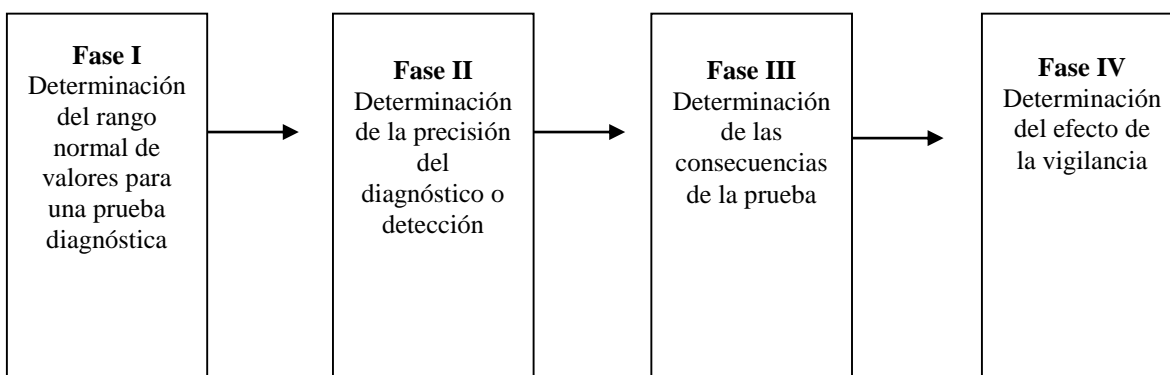 Fase I
Determinación
del rango
normal de
valores para
una prueba
diagnóstica
Fase II
Determinación
de la precisión
del
diagnóstico o
detección
Fase III
Determinación
de las
consecuencias
de la prueba
Fase IV
Determinación
del efecto de
la vigilancia